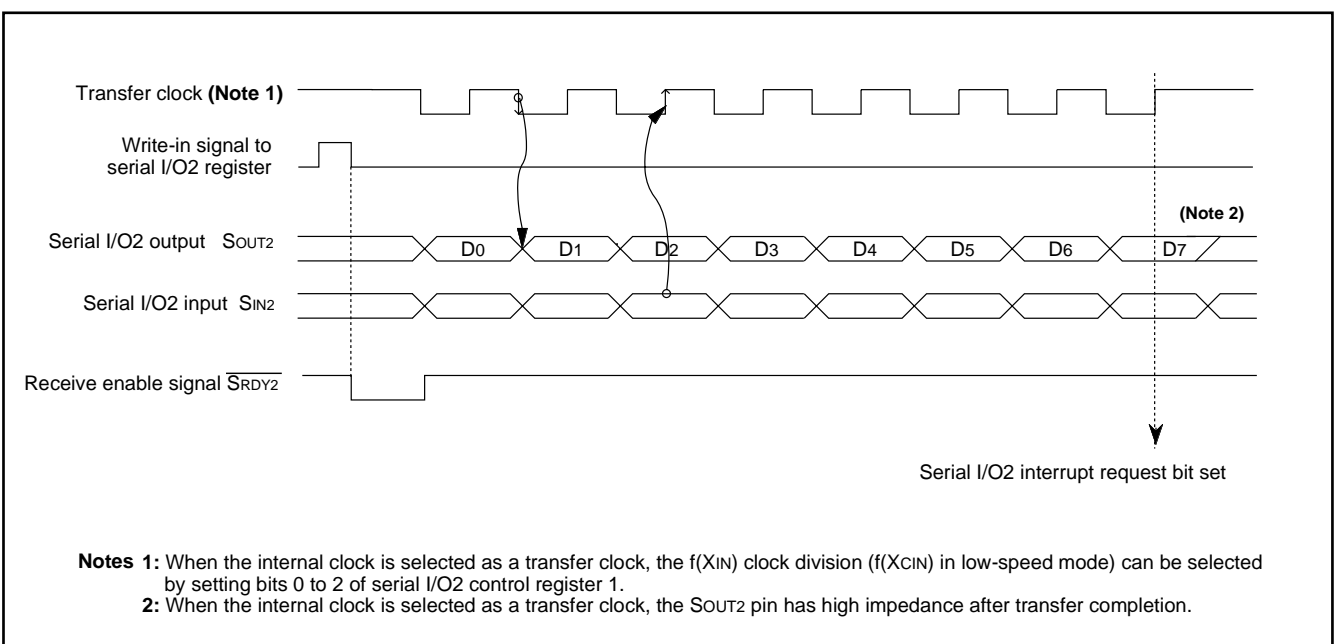 Transfer clock (Note 1)
Write-in signal to
serial I/O2 register
(Note 2)
Serial I/O2 output SOUT2
D0 D1 D2 D3 D4 D5 D6 D7
Serial I/O2 input SIN2
Receive enable signal SRDY2
Serial I/O2 interrupt request bit set
Notes 1: When the internal clock is selected as a transfer clock, the f(XIN) clock division (f(XCIN) in low-speed mode) can be selected
by setting bits 0 to 2 of serial I/O2 control register 1.
2: When the internal clock is selected as a transfer clock, the SOUT2 pin has high impedance after transfer completion.